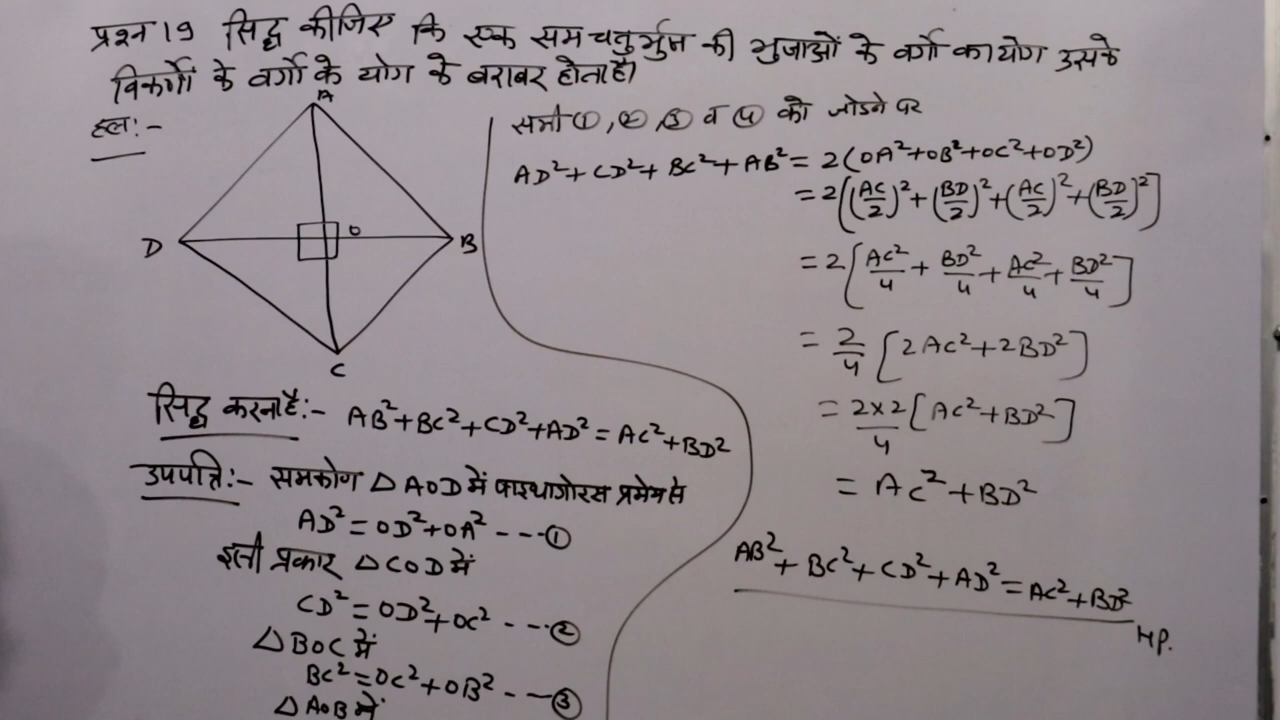 प्रश्न 19 सिद्ध कीजिए कि एक समचतुर्भुज की भुजाओं के वर्गों का योग उसके
विकर्णों के वर्गों के योग के बराबर होता है।
हल:-
A
D
O
B
C
सिद्ध करना है:- AB²+BC²+CD²+AD²=AC²+BD²
उपपत्ति:- समकोण △AOD में पाइथागोरस प्रमेय से
AD²=OD²+OA² ---①
इसी प्रकार △COD में
CD²=OD²+OC² ---②
△BOC में
BC²=OC²+OB² ---③
△AOB में
समी ①,②,③ व ④ को जोडने पर
AD²+CD²+BC²+AB²=2(OA²+OB²+OC²+OD²)
=2[(AC/2)²+(BD/2)²+(AC/2)²+(BD/2)²]
=2[AC²/4+BD²/4+AC²/4+BD²/4]
=2/4[2AC²+2BD²]
=2×2/4[AC²+BD²]
=AC²+BD²
AB²+BC²+CD²+AD²=AC²+BD²
HP.